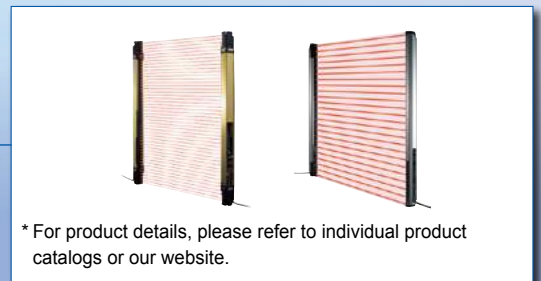 * For product details, please refer to individual product
catalogs or our website.